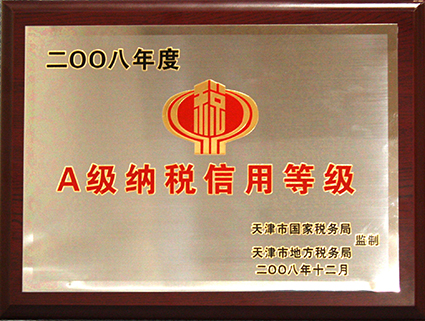 二OO八年度
税
A级纳税信用等级
天津市国家税务局
监制
天津市地方税务局
二OO八年十二月